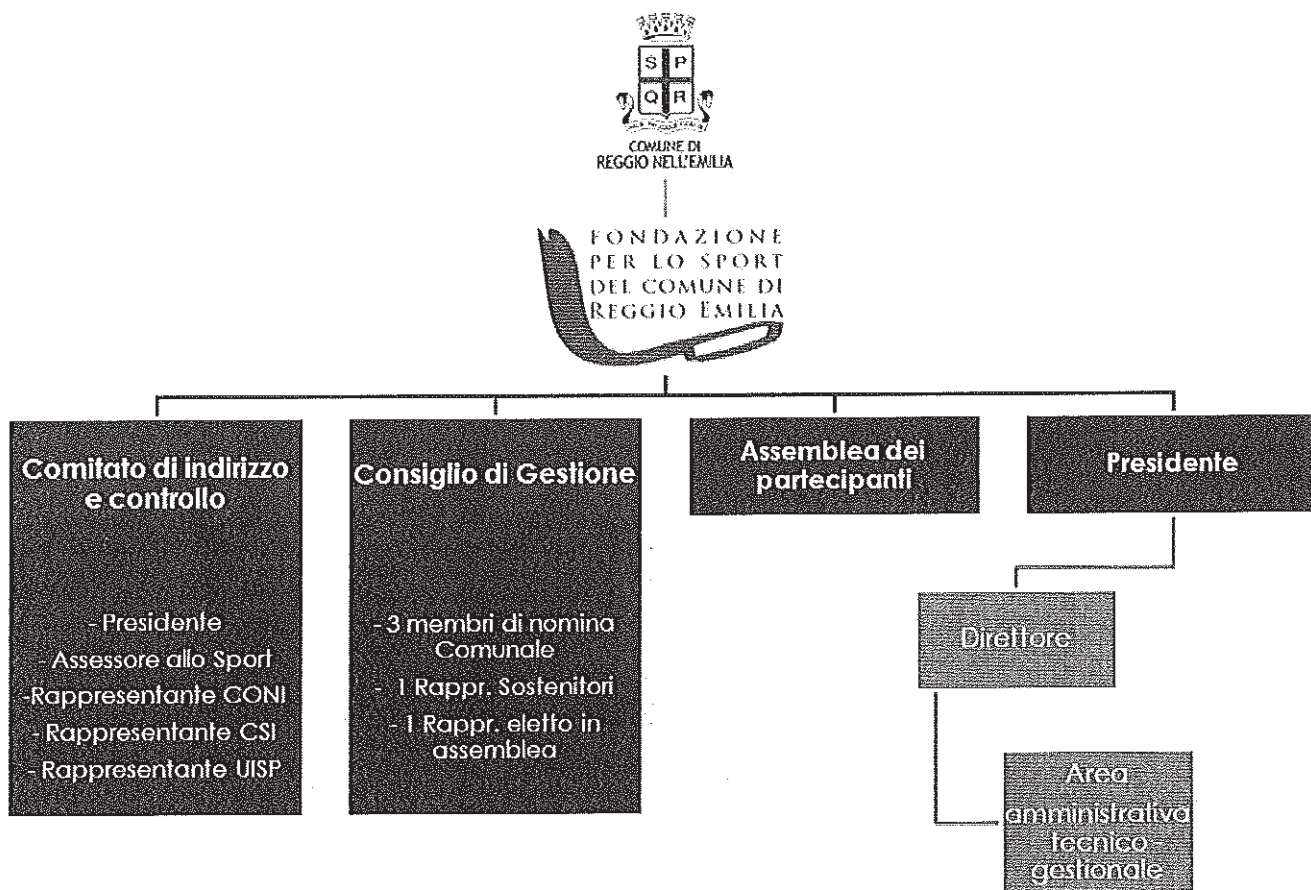 S P
Q R
COMUNE DI
REGGIO NELL'EMILIA
FONDAZIONE
PER LO SPORT
DEL COMUNE DI
REGGIO EMILIA
Comitato di indirizzo
e controllo
- Presidente
- Assessore allo Sport
-Rappresentante CONI
- Rappresentante CSI
- Rappresentante UISP
Consiglio di Gestione
- 3 membri di nomina
Comunale
- 1 Rappr. Sostenitori
- 1 Rappr. eletto in
assemblea
Assemblea dei
partecipanti
Presidente
Direttore
Area
amministrativa
tecnico
gestionale